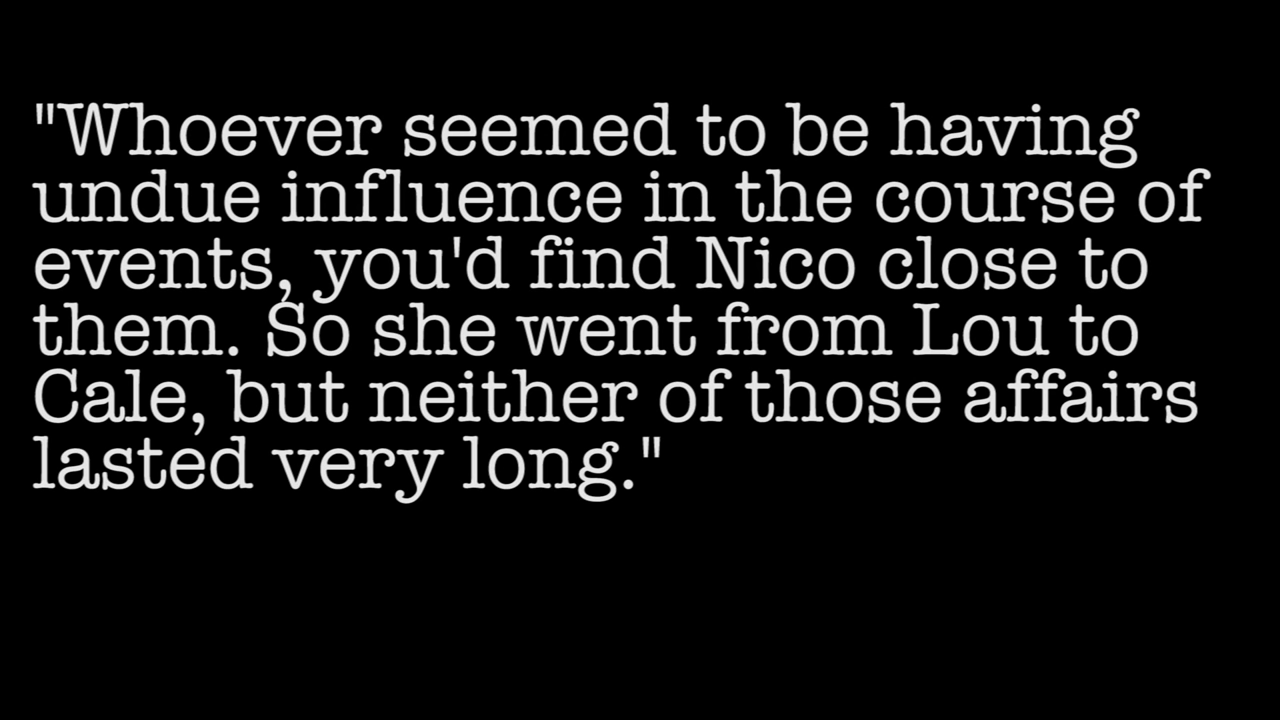 "Whoever seemed to be having
undue influence in the course of
events, you'd find Nico close to
them. So she went from Lou to
Cale, but neither of those affairs
lasted very long."